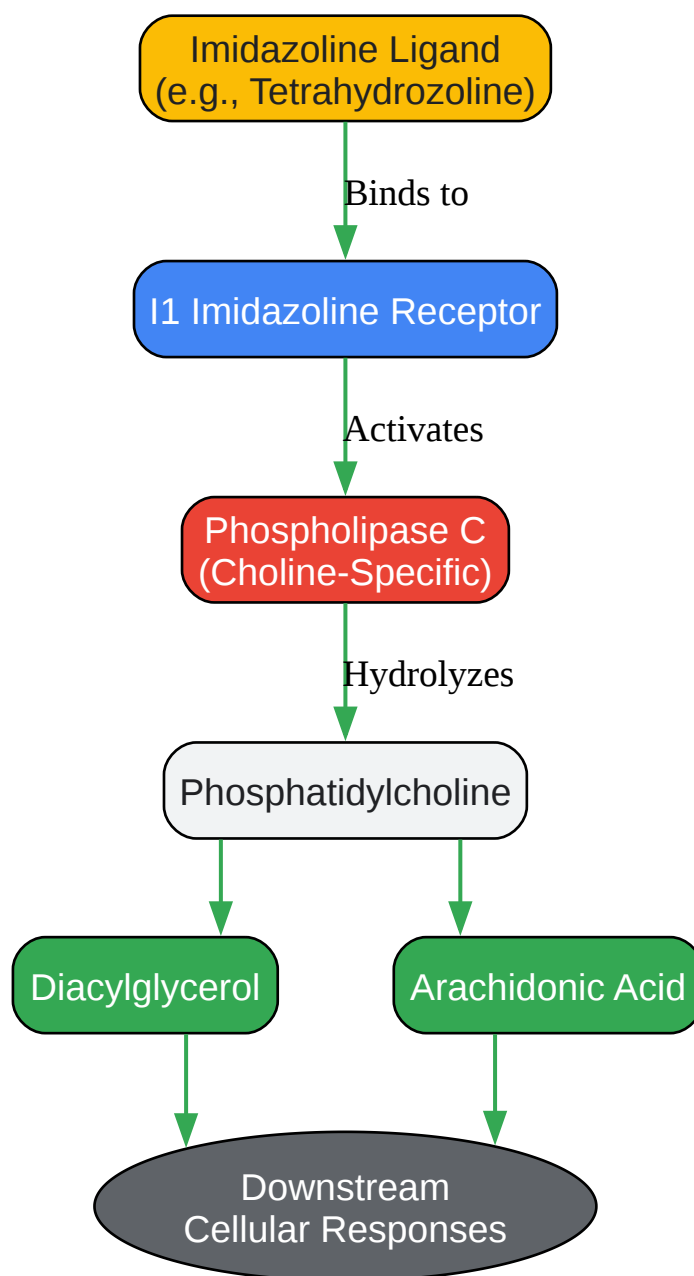 Imidazoline Ligand
(e.g., Tetrahydrozoline)
Binds to
I1 Imidazoline Receptor
Activates
Phospholipase C
(Choline-Specific)
Hydrolyzes
Phosphatidylcholine
Diacylglycerol
Arachidonic Acid
Downstream
Cellular Responses